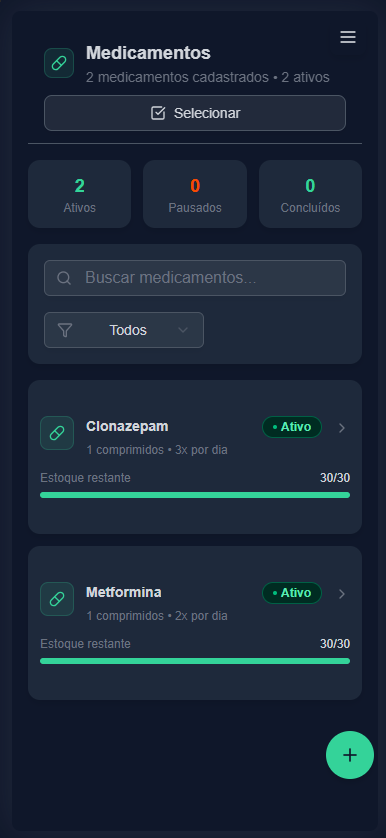 Medicamentos
2 medicamentos cadastrados • 2 ativos
Selecionar
2
Ativos
0
Pausados
0
Concluídos
Buscar medicamentos...
Todos
Clonazepam
• Ativo
1 comprimidos • 3x por dia
Estoque restante 30/30
Metformina
• Ativo
1 comprimidos • 2x por dia
Estoque restante 30/30